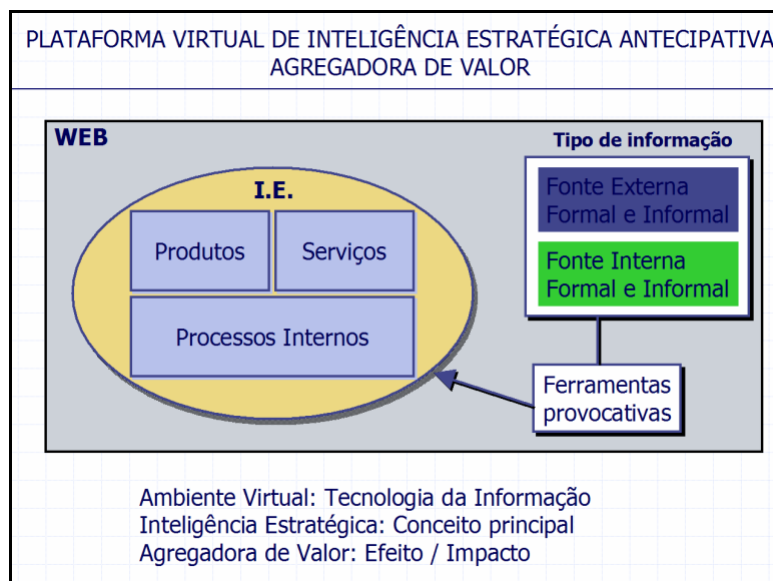 PLATAFORMA VIRTUAL DE INTELIGÊNCIA ESTRATÉGICA ANTECIPATIVA
AGREGADORA DE VALOR
WEB
I.E.
Produtos
Serviços
Processos Internos
Tipo de informação
Fonte Externa
Formal e Informal
Fonte Interna
Formal e Informal
Ferramentas
provocativas
Ambiente Virtual: Tecnologia da Informação
Inteligência Estratégica: Conceito principal
Agregadora de Valor: Efeito / Impacto